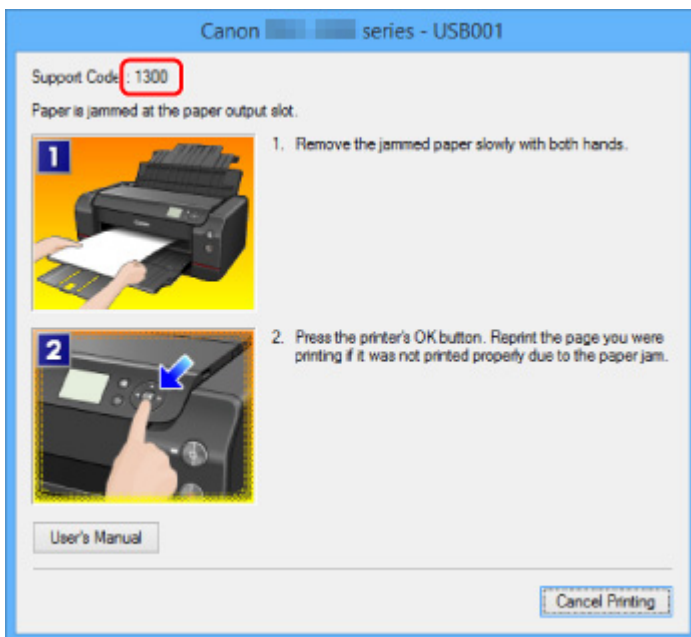 Canon series - USB001
Support Code : 1300
Paper is jammed at the paper output slot.
1
1. Remove the jammed paper slowly with both hands.
2
2. Press the printer's OK button. Reprint the page you were
printing if it was not printed properly due to the paper jam.
User's Manual
Cancel Printing